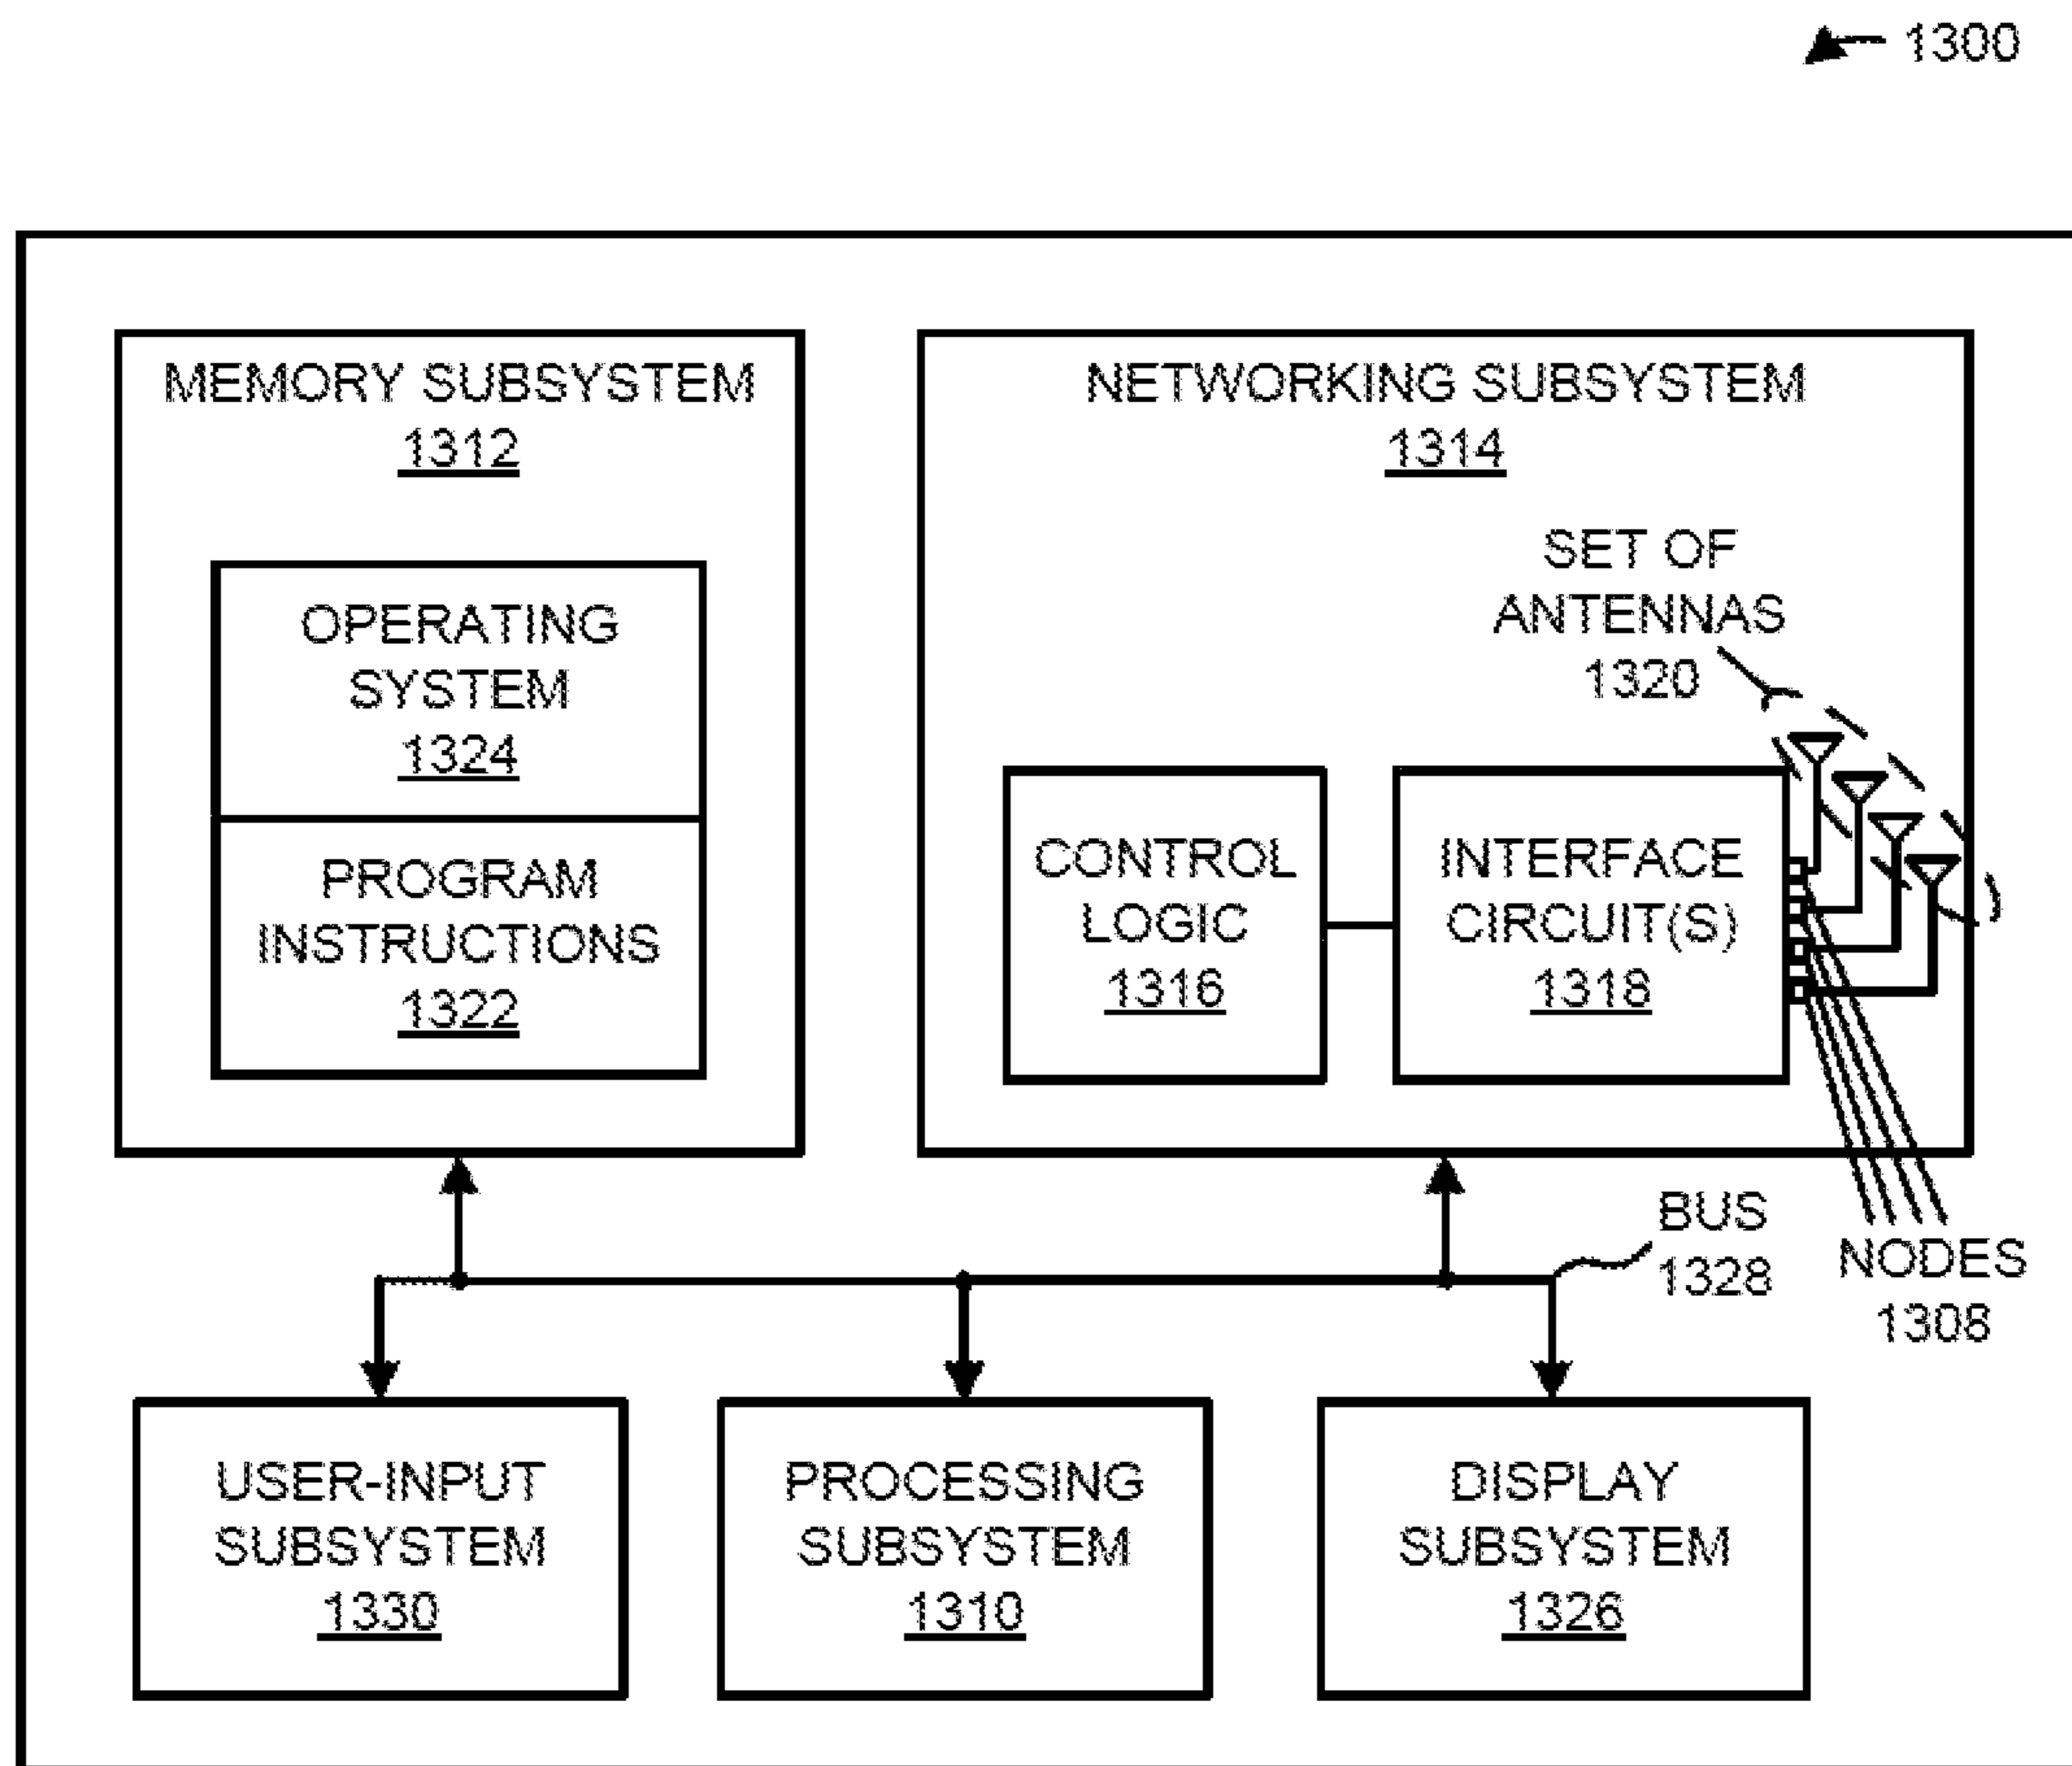 1300
MEMORY SUBSYSTEM
1312
OPERATING
SYSTEM
1324
PROGRAM
INSTRUCTIONS
1322
NETWORKING SUBSYSTEM
1314
SET OF
ANTENNAS
1320
CONTROL
LOGIC
1316
INTERFACE
CIRCUIT(S)
1318
BUS
1328
NODES
1308
USER-INPUT
SUBSYSTEM
1330
PROCESSING
SUBSYSTEM
1310
DISPLAY
SUBSYSTEM
1326